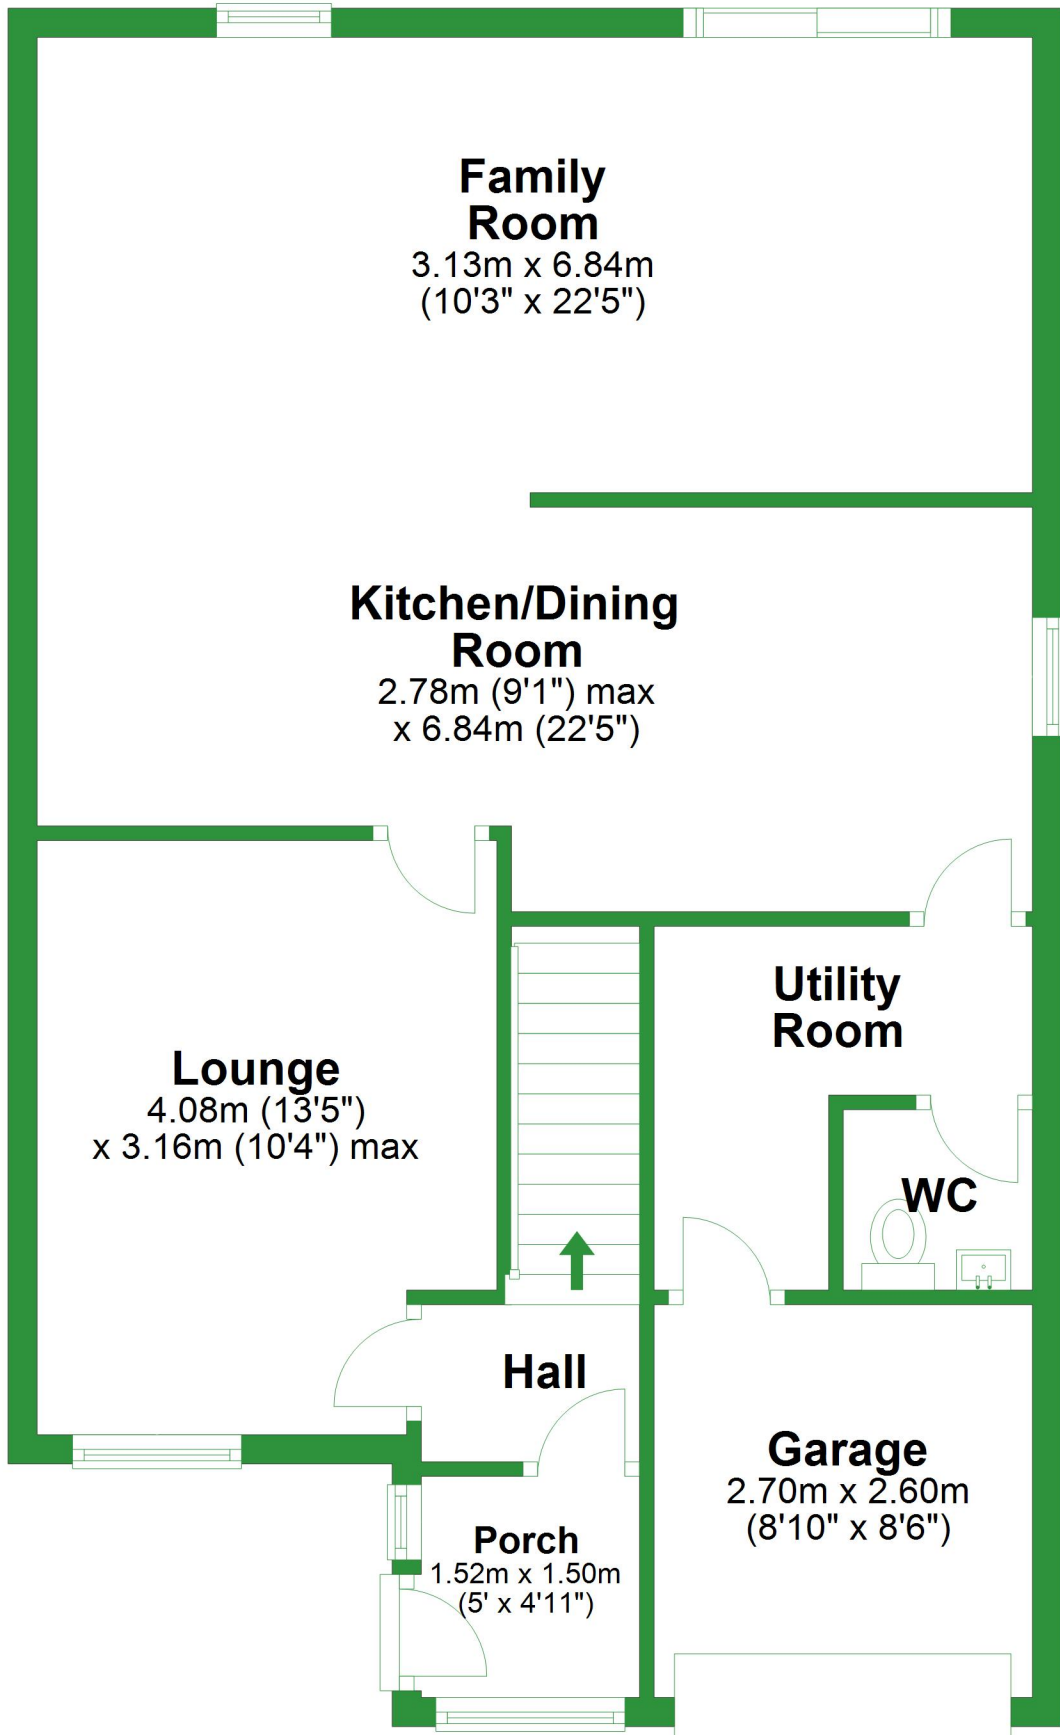 Family
Room
3.13m x 6.84m
(10'3" x 22'5")
Kitchen/Dining
Room
2.78m (9'1") max
x 6.84m (22'5")
Utility
Room
Lounge
4.08m (13'5")
x 3.16m (10'4") max
WC
Hall
Garage
2.70m x 2.60m
(8'10" x 8'6")
Porch
1.52m x 1.50m
(5' x 4'11")